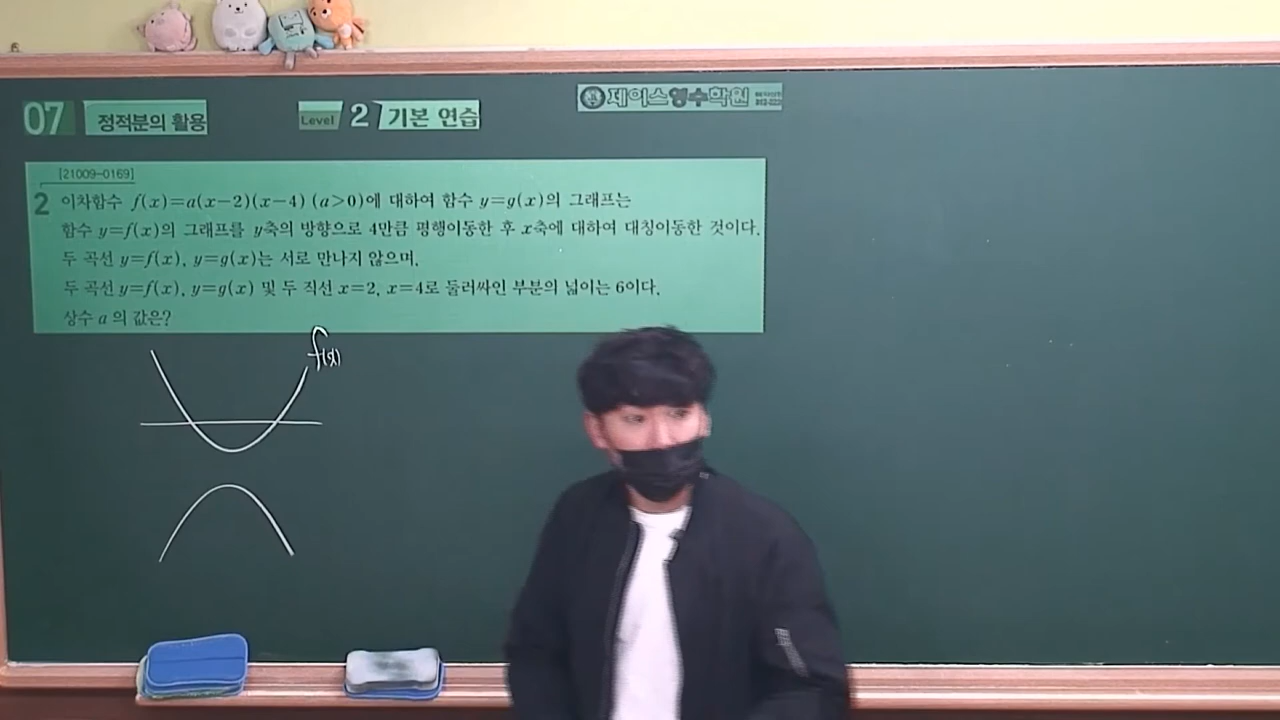 07 정적분의 활용 Level 2 기본 연습
제이스영수학원
[21009-0169]
2 이차함수 f(x)=a(x-2)(x-4) (a>0)에 대하여 함수 y=g(x)의 그래프는
함수 y=f(x)의 그래프를 y축의 방향으로 4만큼 평행이동한 후 x축에 대하여 대칭이동한 것이다.
두 곡선 y=f(x), y=g(x)는 서로 만나지 않으며,
두 곡선 y=f(x), y=g(x) 및 두 직선 x=2, x=4로 둘러싸인 부분의 넓이는 6이다.
상수 a의 값은?
f(x)